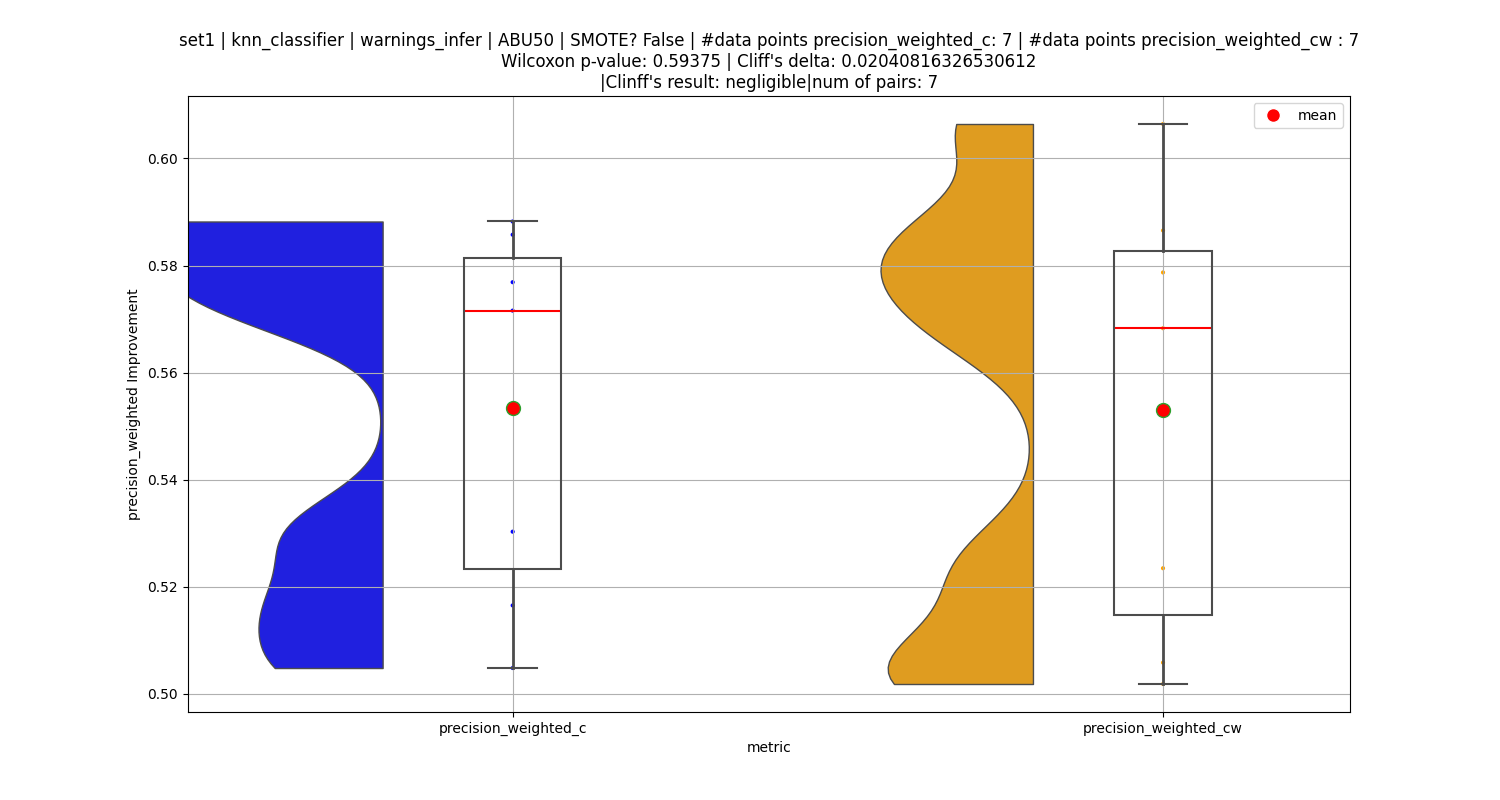 set1 | knn_classifier | warnings_infer | ABU50 | SMOTE? False | #data points precision_weighted_c: 7 | #data points precision_weighted_cw : 7
Wilcoxon p-value: 0.59375 | Cliff's delta: 0.02040816326530612
|Clinff's result: negligible|num of pairs: 7
mean
0.60
0.58
0.56
0.54
0.52
0.50
precision_weighted Improvement
precision_weighted_c
precision_weighted_cw
metric